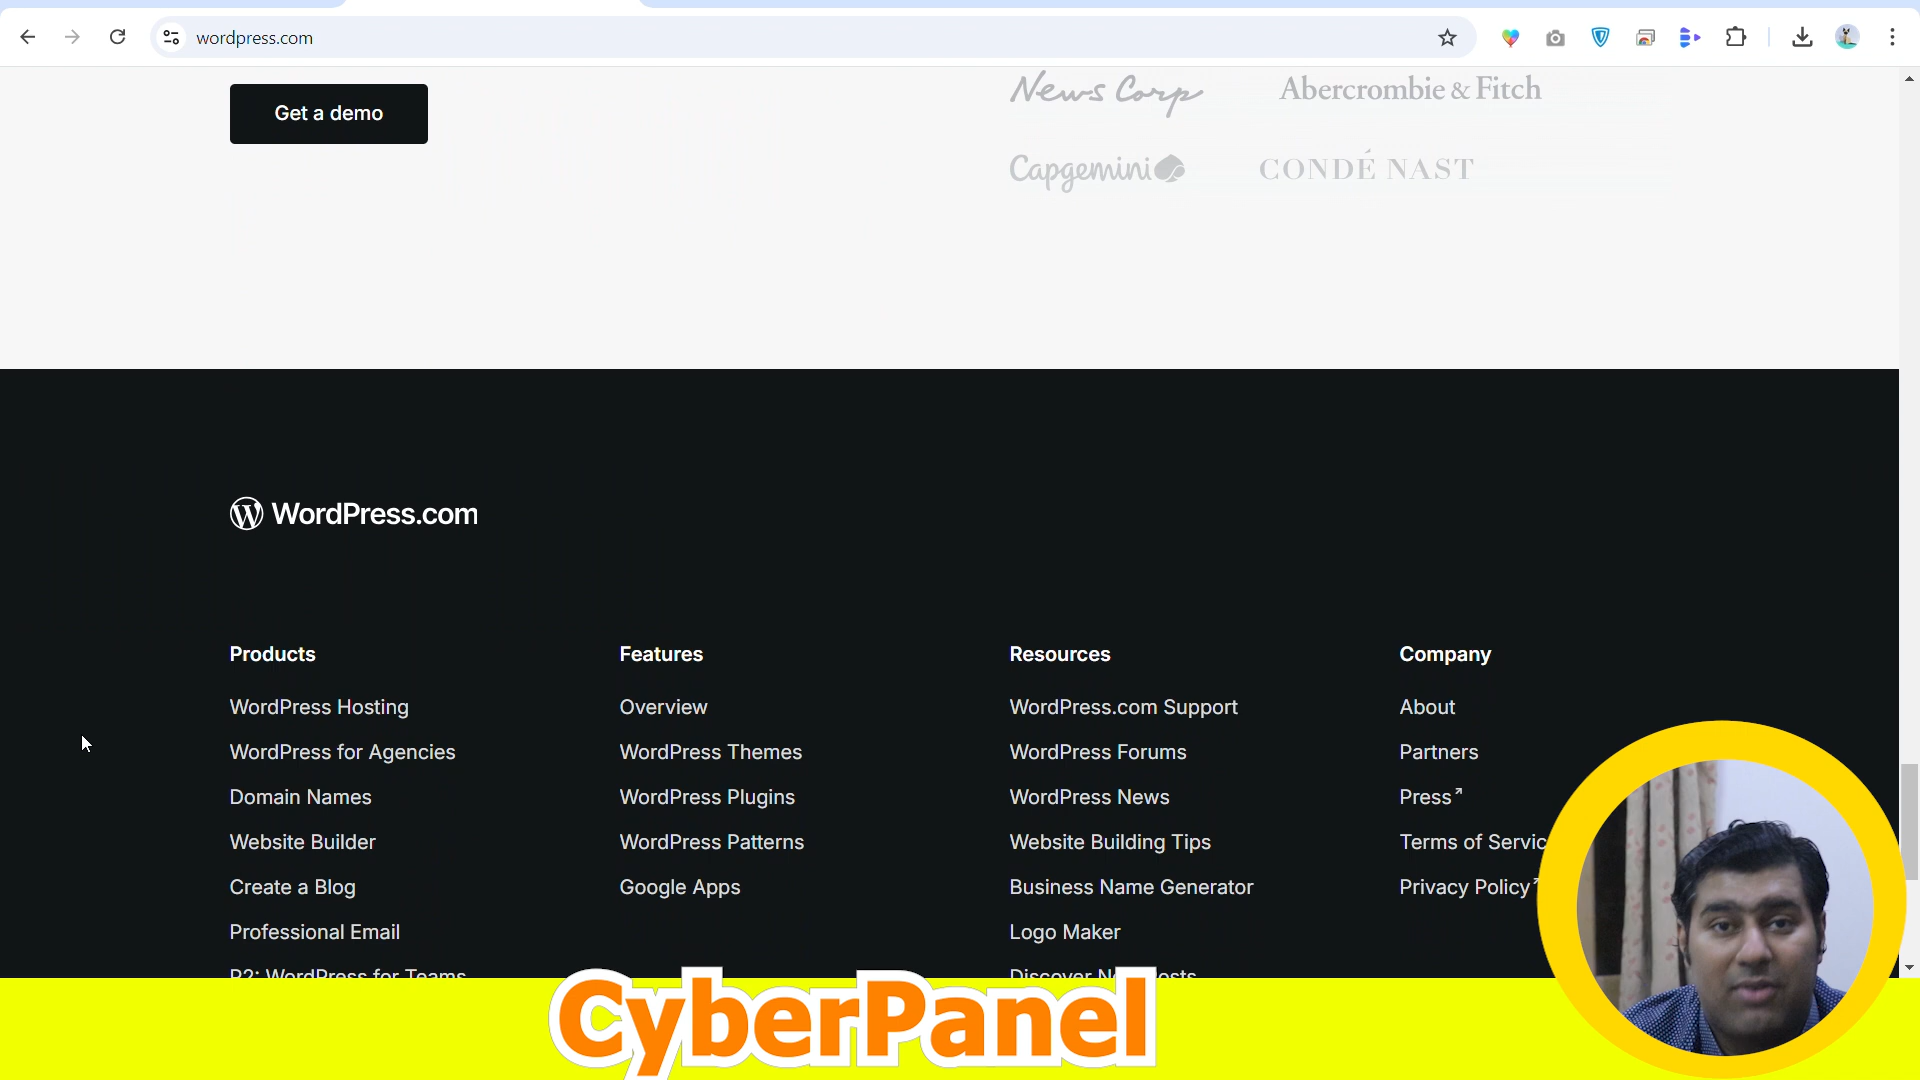 wordpress.com
Get a demo
News Corp
Abercrombie & Fitch
Capgemini
CONDÉ NAST
WordPress.com
Products
WordPress Hosting
WordPress for Agencies
Domain Names
Website Builder
Create a Blog
Professional Email
P2: WordPress for Teams
Features
Overview
WordPress Themes
WordPress Plugins
WordPress Patterns
Google Apps
Resources
WordPress.com Support
WordPress Forums
WordPress News
Website Building Tips
Business Name Generator
Logo Maker
Discover
Company
About
Partners
Press
Terms of Servic
Privacy Policy
CyberPanel